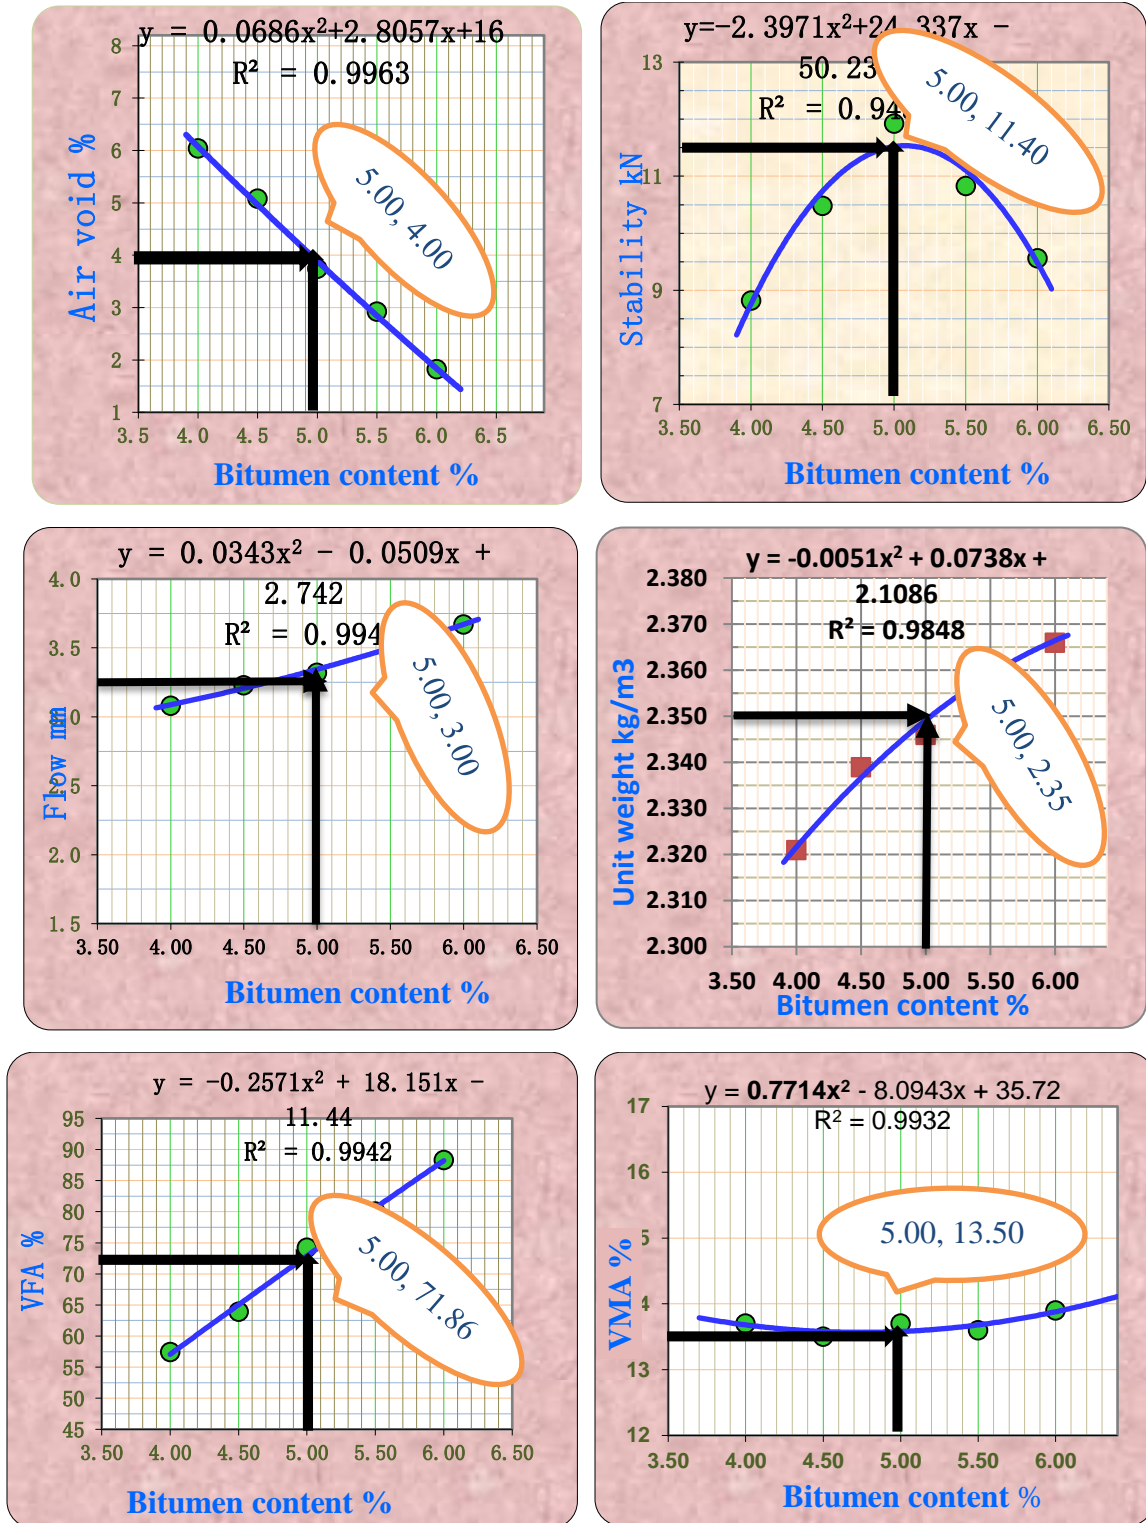 y = 0.0686x²+2.8057x+16
R² = 0.9963
8
7
6
5
4
3
2
1
Air void %
5.00, 4.00
3.5 4.0 4.5 5.0 5.5 6.0 6.5
Bitumen content %
y=-2.3971x²+24.337x -
50.23
R² = 0.94
13
11
9
7
Stability kN
5.00, 11.40
3.50 4.00 4.50 5.00 5.50 6.00 6.50
Bitumen content %
y = 0.0343x² - 0.0509x +
2.742
R² = 0.994
4.0
3.5
3.0
2.5
2.0
1.5
Flow mm
5.00, 3.00
3.50 4.00 4.50 5.00 5.50 6.00 6.50
Bitumen content %
y = -0.0051x² + 0.0738x +
2.1086
R² = 0.9848
2.380
2.370
2.360
2.350
2.340
2.330
2.320
2.310
2.300
Unit weight kg/m3
5.00, 2.35
3.50 4.00 4.50 5.00 5.50 6.00
Bitumen content %
y = -0.2571x² + 18.151x -
11.44
R² = 0.9942
95
90
85
80
75
70
65
60
55
50
45
VFA %
5.00, 71.86
3.50 4.00 4.50 5.00 5.50 6.00 6.50
Bitumen content %
y = 0.7714x² - 8.0943x + 35.72
R² = 0.9932
17
16
5
4
13
12
VMA %
5.00, 13.50
3.50 4.00 4.50 5.00 5.50 6.00
Bitumen content %